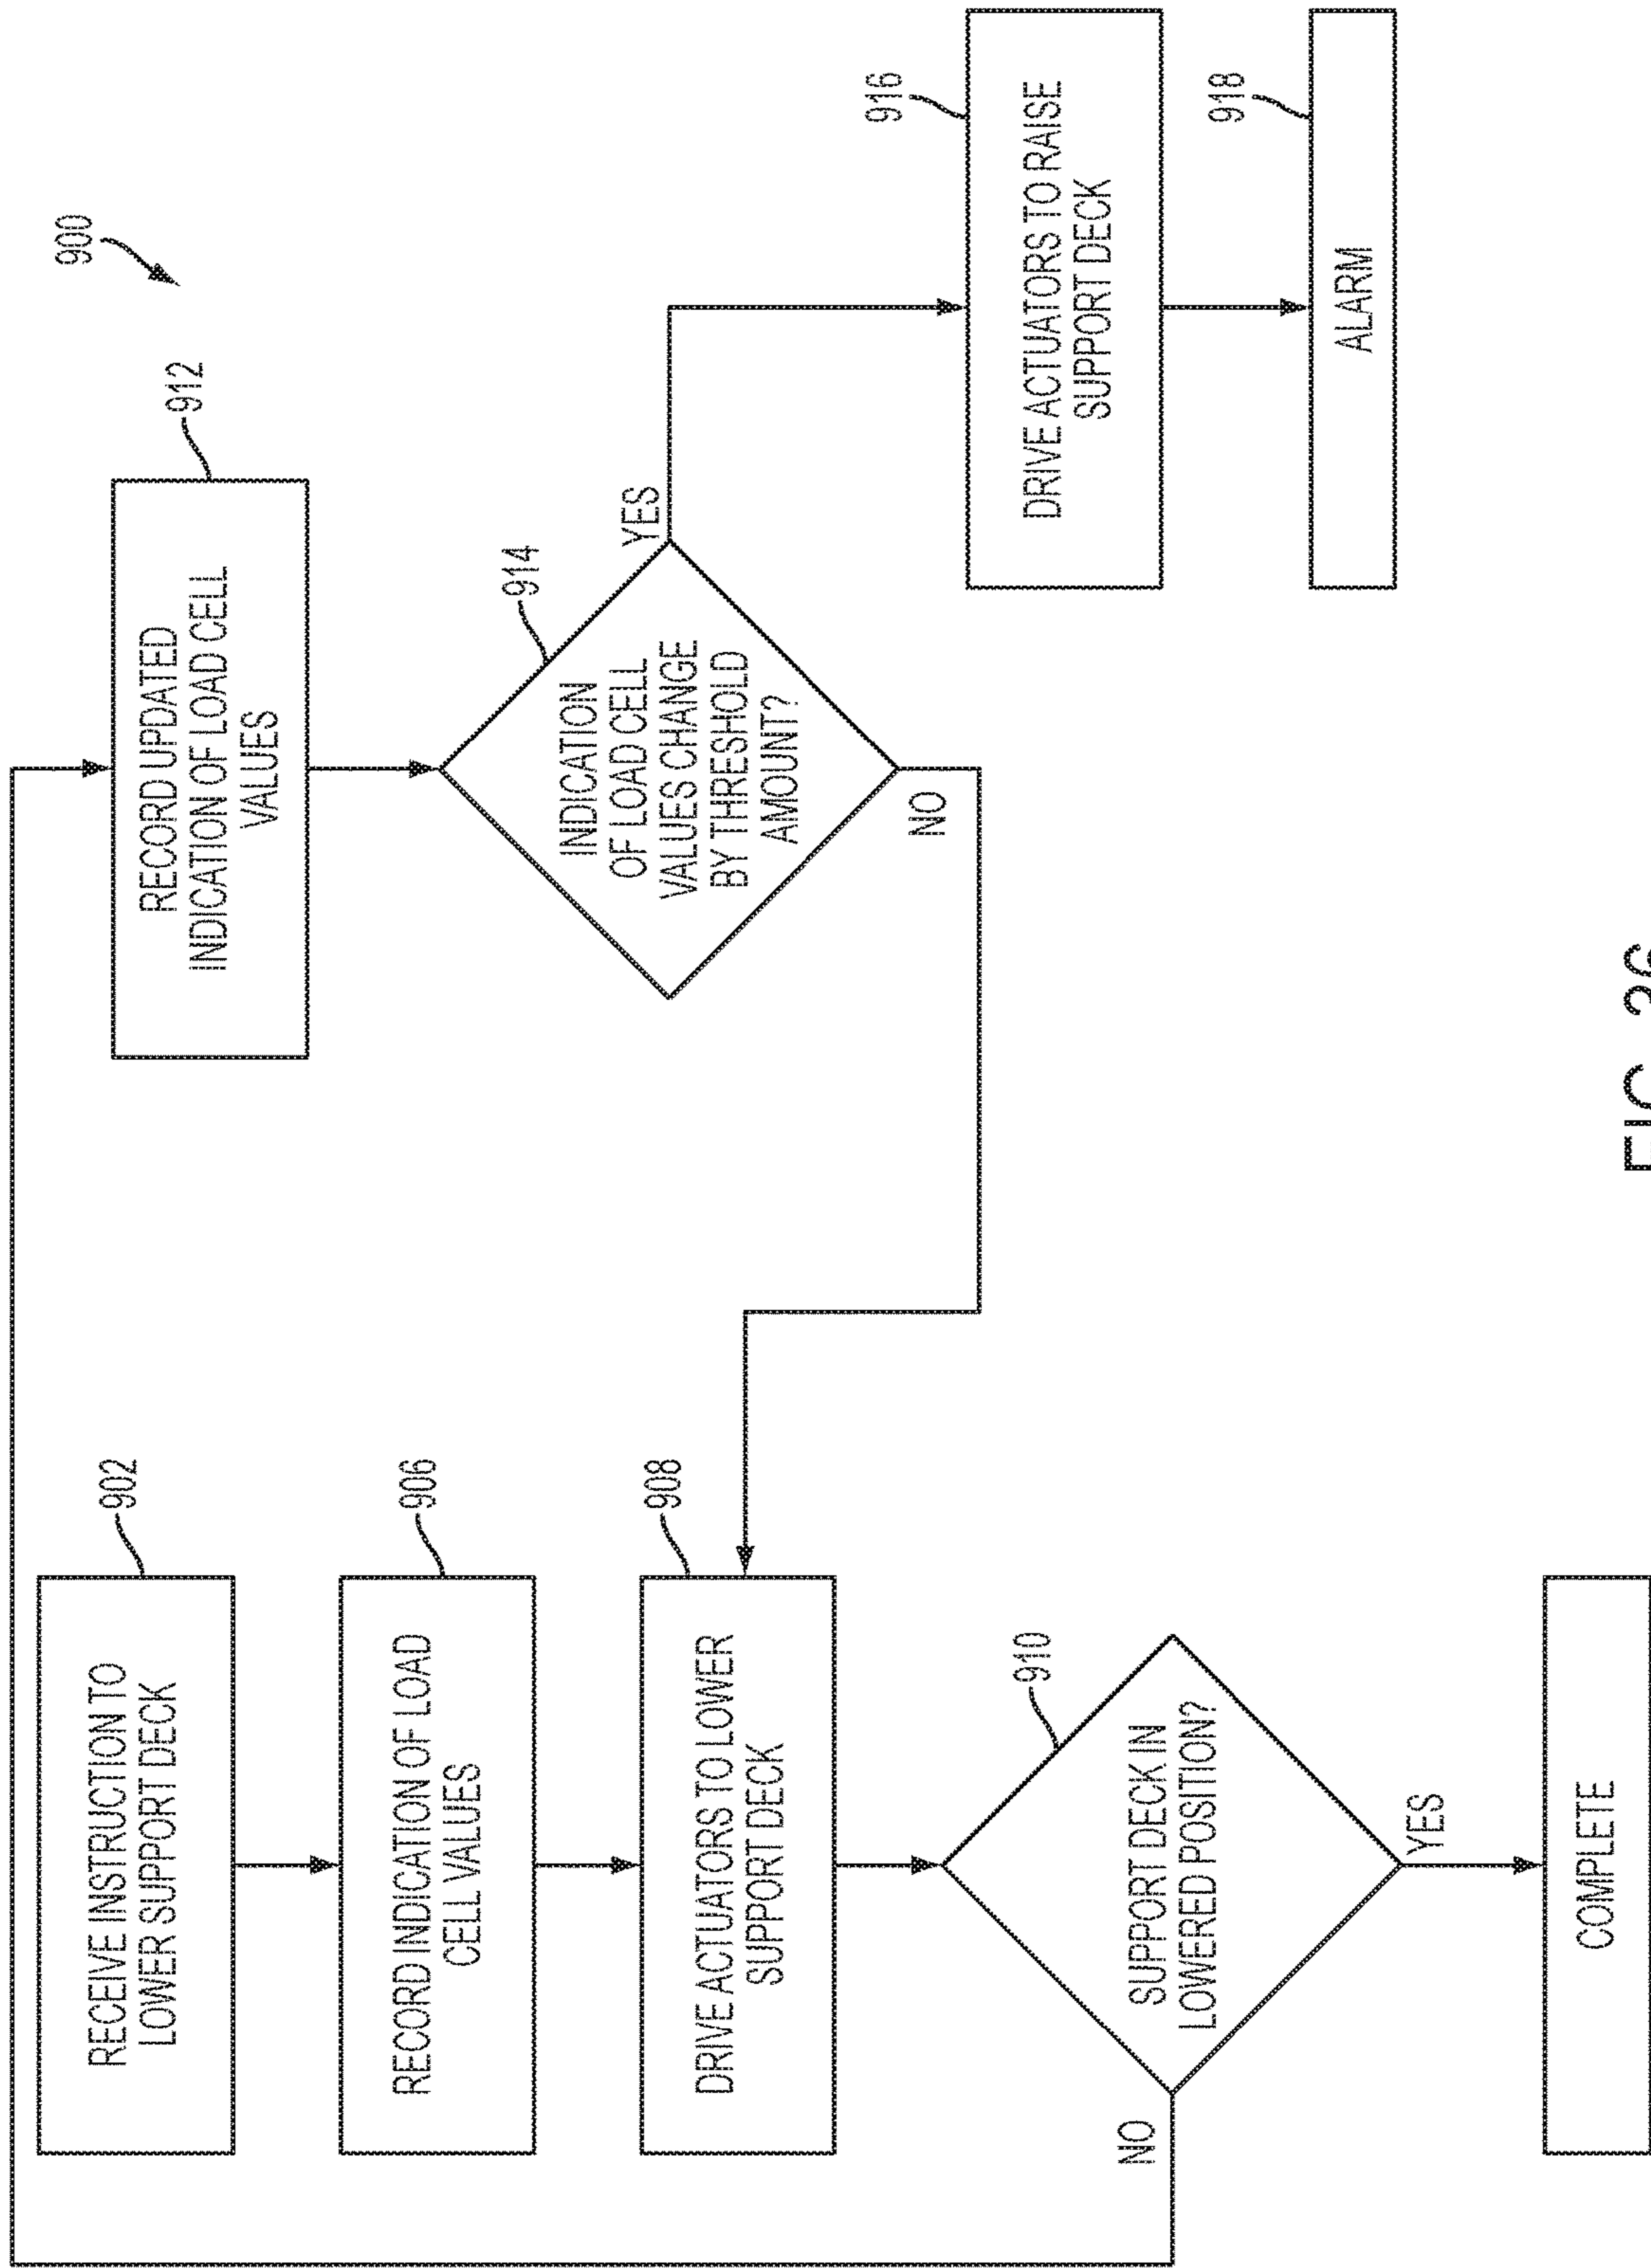 900
902
RECEIVE INSTRUCTION TO
LOWER SUPPORT DECK
906
RECORD INDICATION OF LOAD
CELL VALUES
908
DRIVE ACTUATORS TO LOWER
SUPPORT DECK
910
SUPPORT DECK IN
LOWERED POSITION?
NO
YES
COMPLETE
912
RECORD UPDATED
INDICATION OF LOAD CELL
VALUES
914
INDICATION
OF LOAD CELL
VALUES CHANGE
BY THRESHOLD
AMOUNT?
YES
NO
916
DRIVE ACTUATORS TO RAISE
SUPPORT DECK
918
ALARM